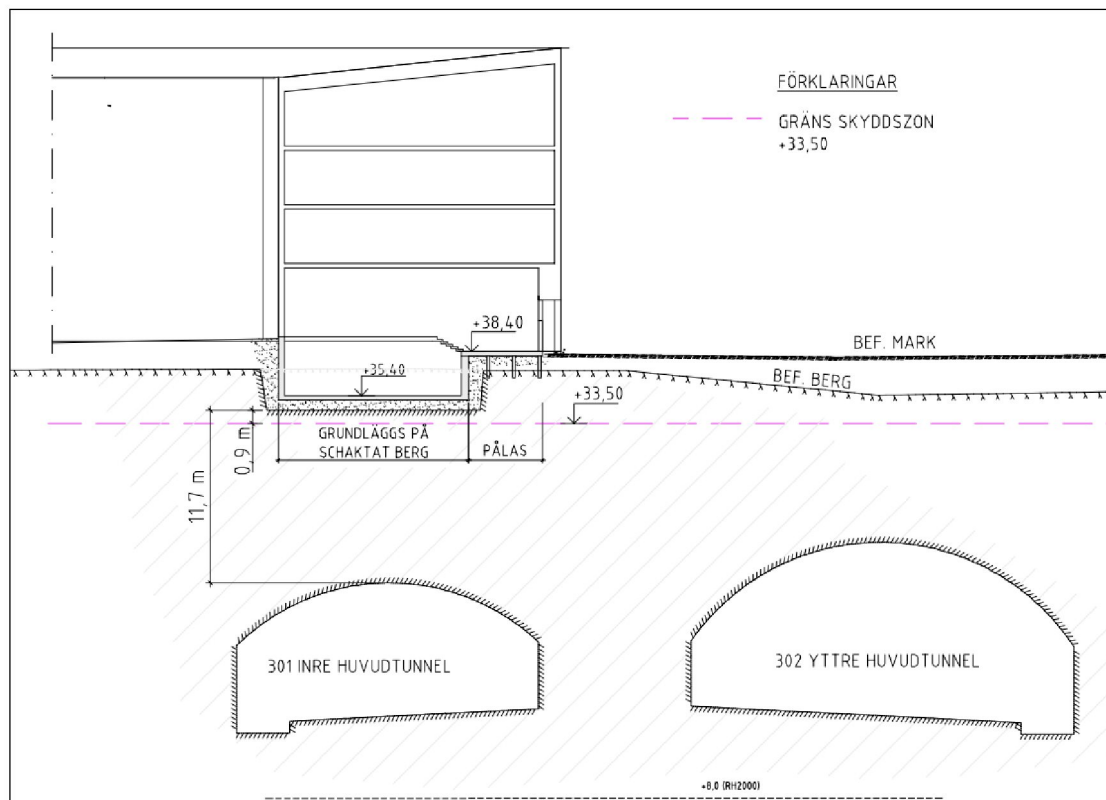 FÖRKLARINGAR
GRÄNS SKYDDSZON
+33,50
+38,40
BEF. MARK
+35,40
BEF. BERG
+33,50
GRUNDLÄGGS PÅ
SCHAKTAT BERG
PÅLAS
0,9 m
11,7 m
301 INRE HUVUDTUNNEL
302 YTTRE HUVUDTUNNEL
+8,0 (RH2000)